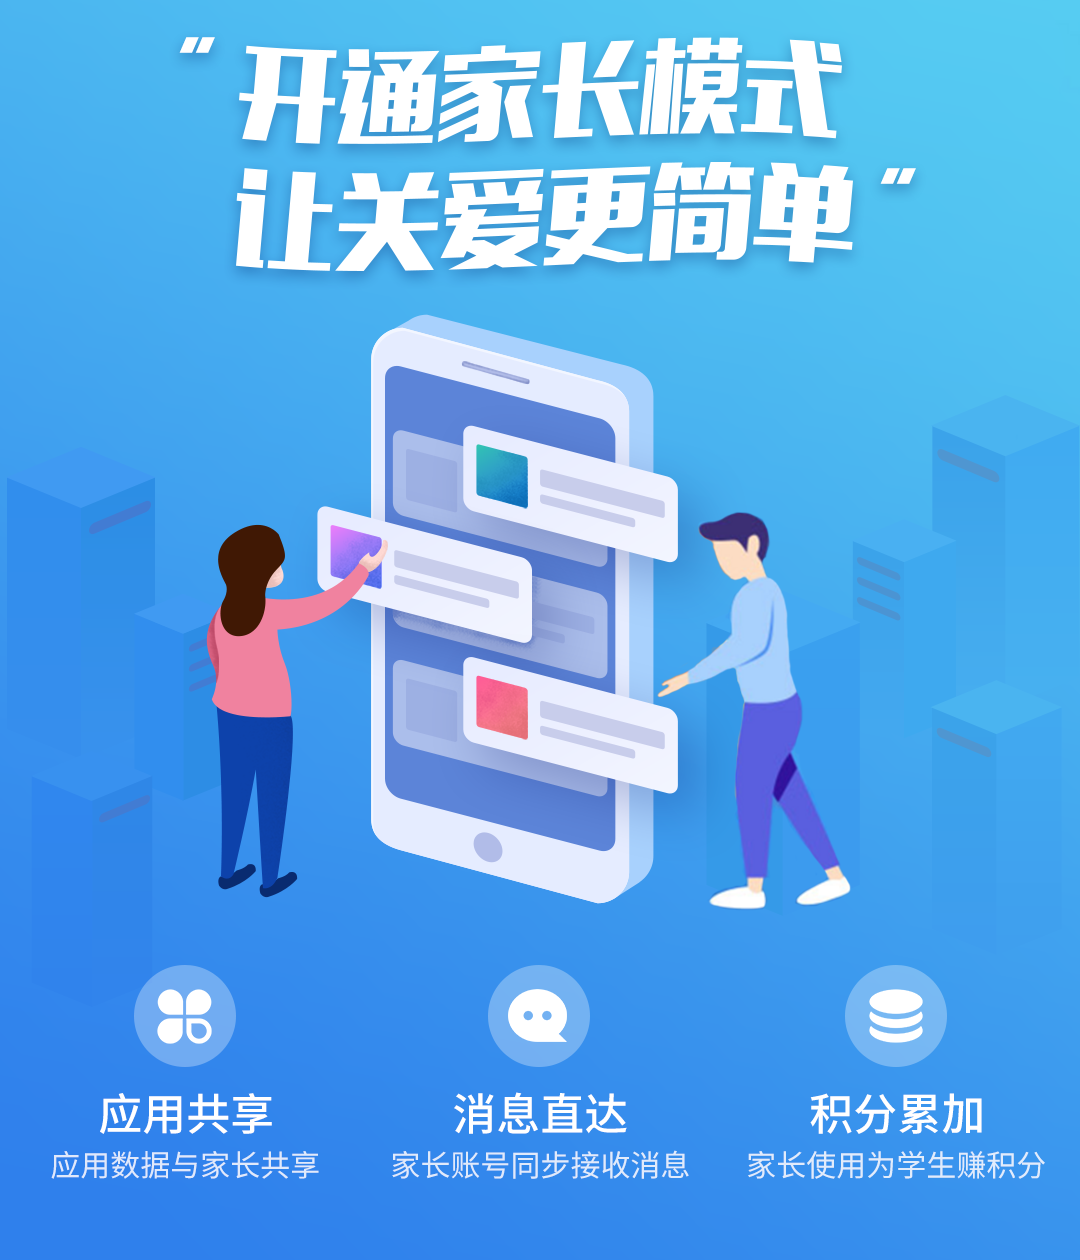 “开通家长模式
让关爱更简单”
应用共享
应用数据与家长共享
消息直达
家长账号同步接收消息
积分累加
家长使用为学生赚积分